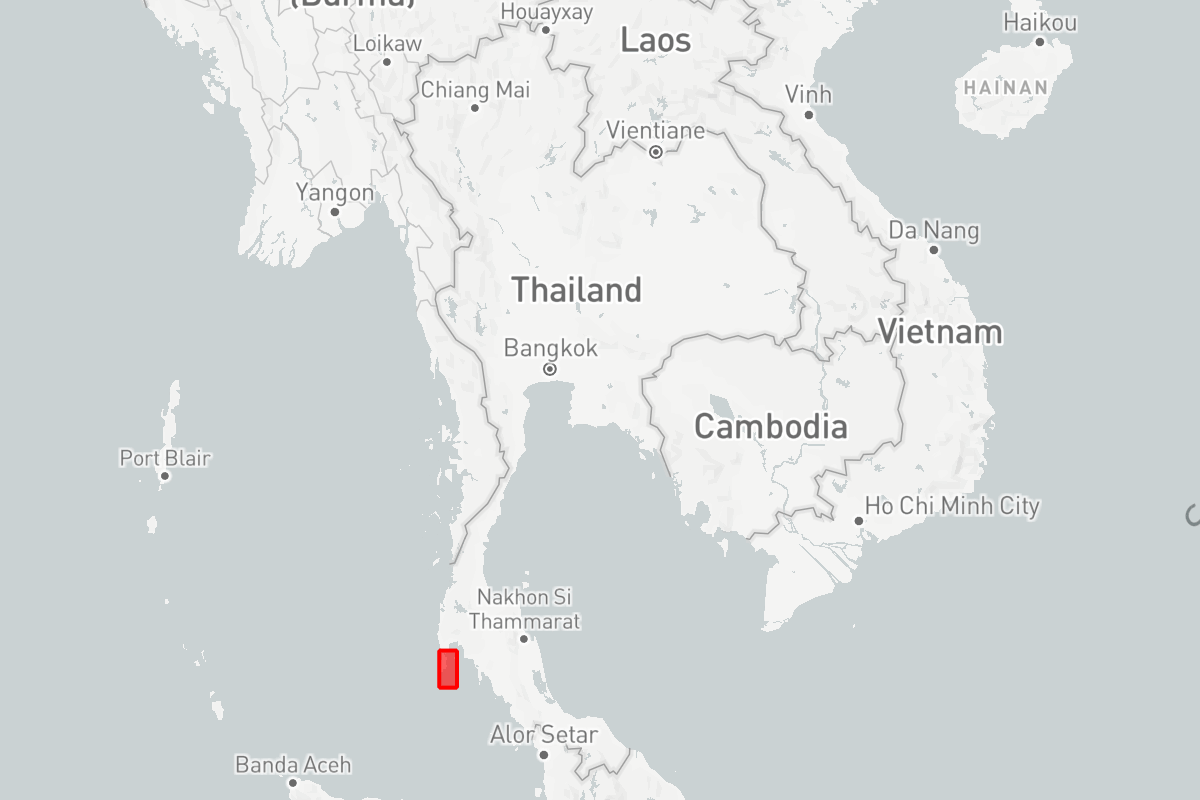 (Burma)
Houayxay
Haikou
Loikaw
Laos
HAINAN
Chiang Mai
Vinh
Vientiane
Yangon
Da Nang
Thailand
Vietnam
Bangkok
Cambodia
Port Blair
Ho Chi Minh City
Nakhon Si
Thammarat
Alor Setar
Banda Aceh